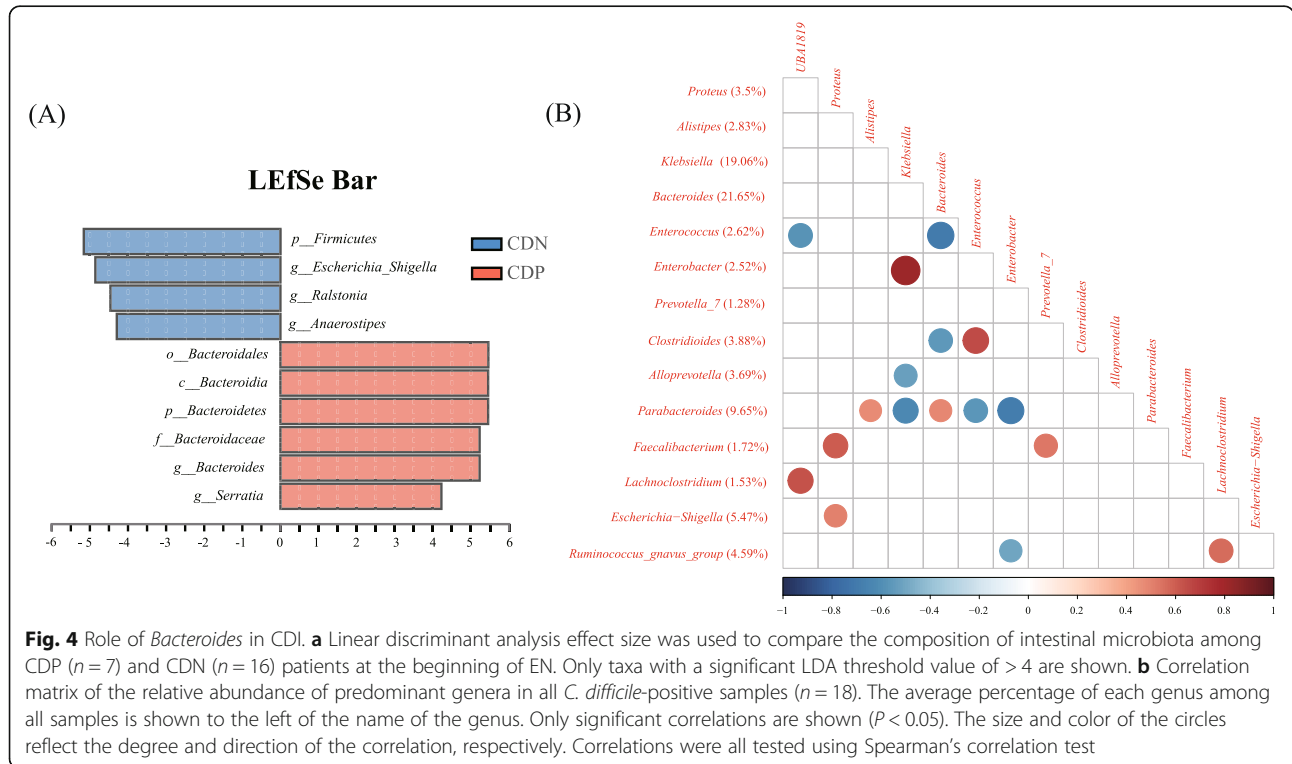 (A)
LEfSe Bar
p__Firmicutes
g__Escherichia_Shigella
g__Ralstonia
g__Anaerostipes
o__Bacteroidales
c__Bacteroidia
p__Bacteroidetes
f__Bacteroidaceae
g__Bacteroides
g__Serratia
CDN
CDP
-6 -5 -4 -3 -2 -1 0 1 2 3 4 5 6
(B)
UBA1819
Proteus
Alistipes
Klebsiella
Bacteroides
Enterococcus
Enterobacter
Prevotella_7
Clostridioides
Alloprevotella
Parabacteroides
Faecalibacterium
Lachnoclostridium
Escherichia−Shigella
Proteus (3.5%)
Alistipes (2.83%)
Klebsiella (19.06%)
Bacteroides (21.65%)
Enterococcus (2.62%)
Enterobacter (2.52%)
Prevotella_7 (1.28%)
Clostridioides (3.88%)
Alloprevotella (3.69%)
Parabacteroides (9.65%)
Faecalibacterium (1.72%)
Lachnoclostridium (1.53%)
Escherichia−Shigella (5.47%)
Ruminococcus_gnavus_group (4.59%)
−1 −0.8 −0.6 −0.4 −0.2 0 0.2 0.4 0.6 0.8 1
Fig. 4 Role of Bacteroides in CDI. a Linear discriminant analysis effect size was used to compare the composition of intestinal microbiota among
CDP (n = 7) and CDN (n = 16) patients at the beginning of EN. Only taxa with a significant LDA threshold value of > 4 are shown. b Correlation
matrix of the relative abundance of predominant genera in all C. difficile-positive samples (n = 18). The average percentage of each genus among
all samples is shown to the left of the name of the genus. Only significant correlations are shown (P < 0.05). The size and color of the circles
reflect the degree and direction of the correlation, respectively. Correlations were all tested using Spearman's correlation test